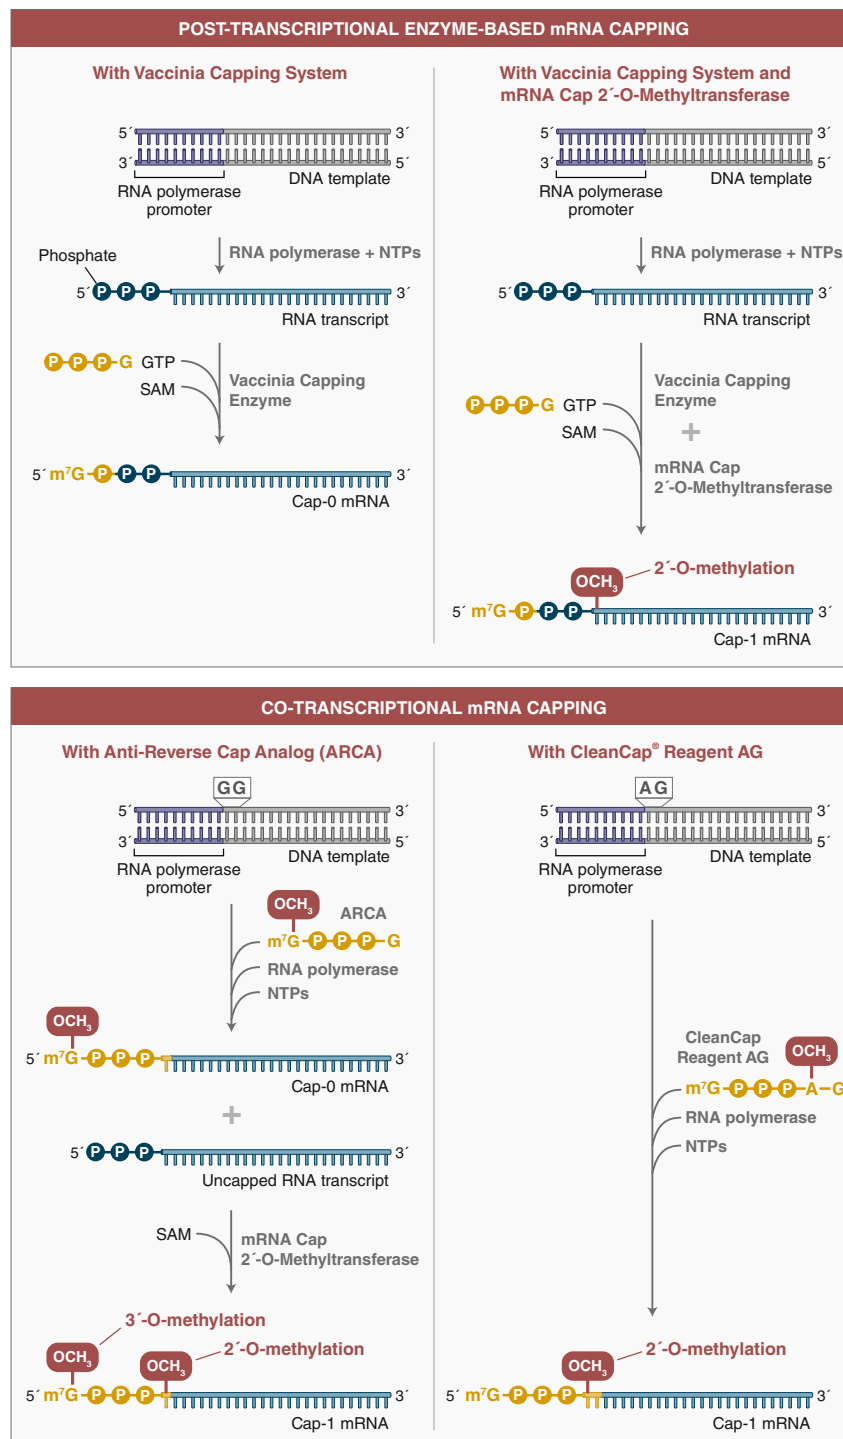 POST-TRANSCRIPTIONAL ENZYME-BASED mRNA CAPPING
With Vaccinia Capping System
5´ 3´
3´ 5´
RNA polymerase
promoter
DNA template
RNA polymerase + NTPs
Phosphate
5´ P P P 3´
RNA transcript
P P P G GTP
SAM
Vaccinia Capping
Enzyme
5´ m⁷G P P P 3´
Cap-0 mRNA
With Vaccinia Capping System and
mRNA Cap 2´-O-Methyltransferase
5´ 3´
3´ 5´
RNA polymerase
promoter
DNA template
RNA polymerase + NTPs
5´ P P P 3´
RNA transcript
P P P G GTP
SAM
Vaccinia Capping
Enzyme
+
mRNA Cap
2´-O-Methyltransferase
2´-O-methylation
OCH₃
5´ m⁷G P P P 3´
Cap-1 mRNA
CO-TRANSCRIPTIONAL mRNA CAPPING
With Anti-Reverse Cap Analog (ARCA)
GG
5´ 3´
3´ 5´
RNA polymerase
promoter
DNA template
OCH₃
ARCA
m⁷G P P P G
RNA polymerase
NTPs
OCH₃
5´ m⁷G P P P 3´
Cap-0 mRNA
+
5´ P P P 3´
Uncapped RNA transcript
SAM
mRNA Cap
2´-O-Methyltransferase
3´-O-methylation
OCH₃
2´-O-methylation
OCH₃
5´ m⁷G P P P 3´
Cap-1 mRNA
With CleanCap® Reagent AG
AG
5´ 3´
3´ 5´
RNA polymerase
promoter
DNA template
CleanCap
Reagent AG
OCH₃
m⁷G P P P A G
RNA polymerase
NTPs
2´-O-methylation
OCH₃
5´ m⁷G P P P 3´
Cap-1 mRNA